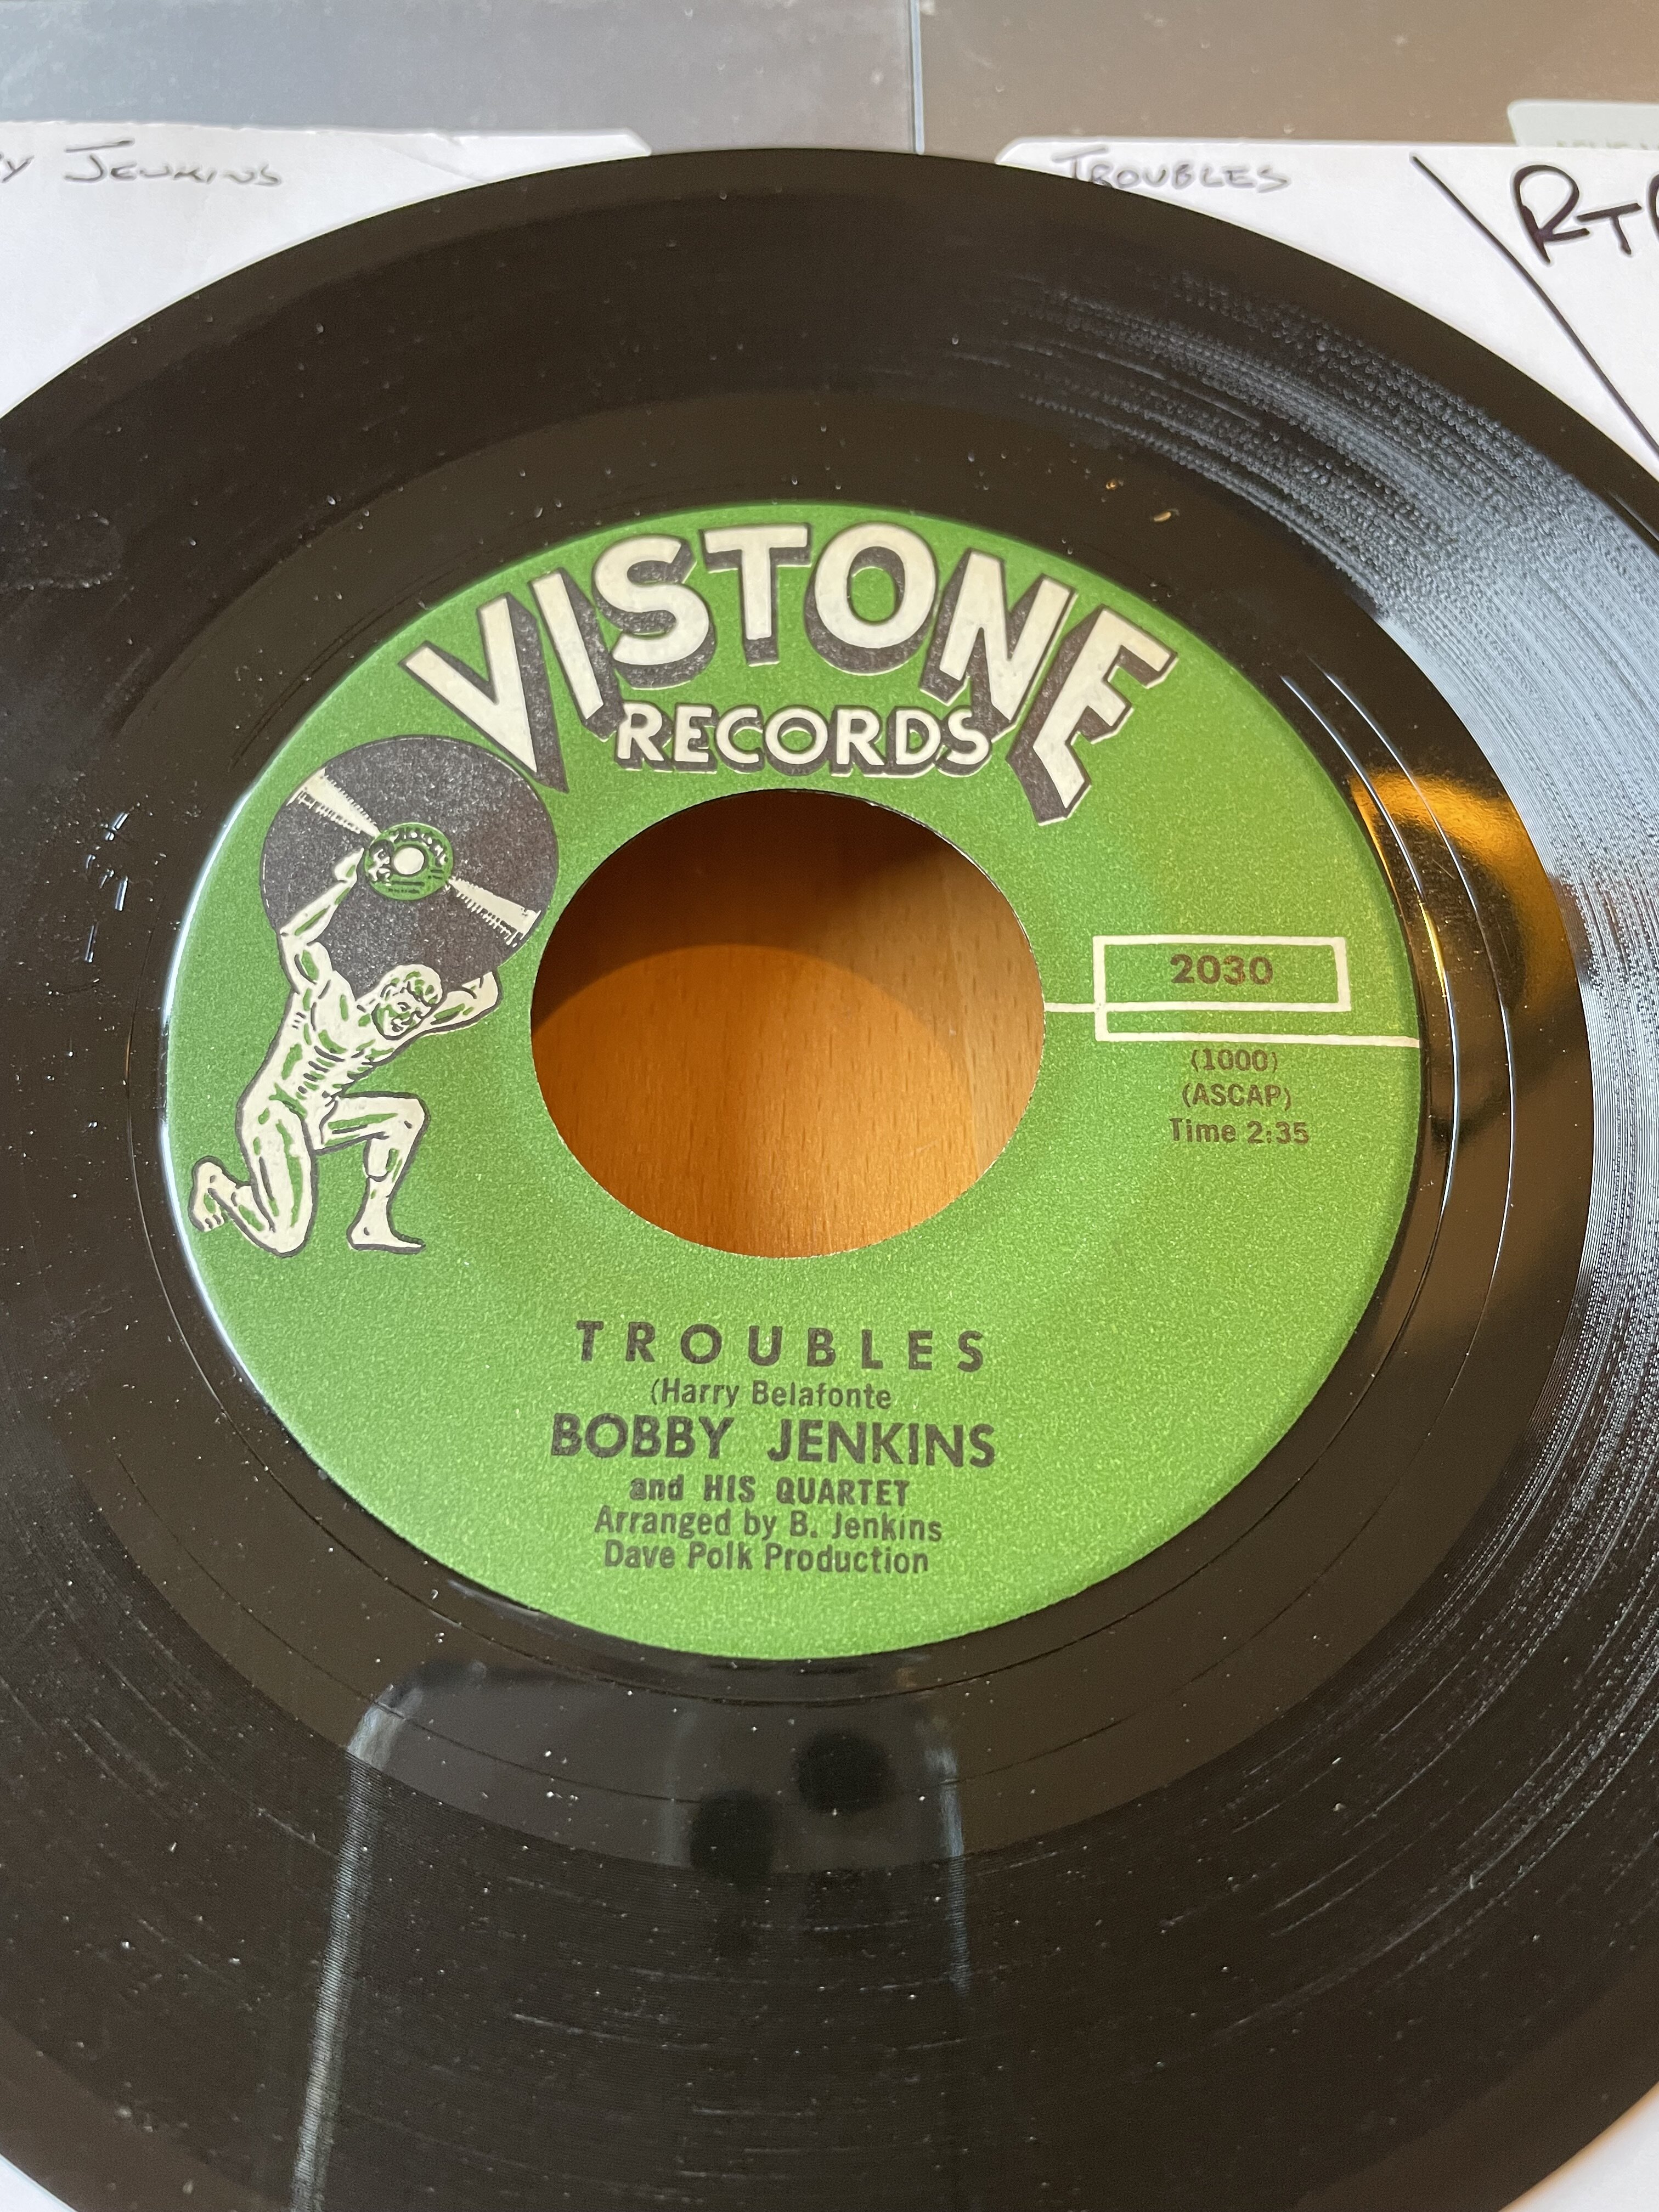 Y JENKINS
TROUBLES
RT
VISTONE
RECORDS
2030
(1000)
(ASCAP)
Time 2:35
TROUBLES
(Harry Belafonte
BOBBY JENKINS
and HIS QUARTET
Arranged by B. Jenkins
Dave Polk Production